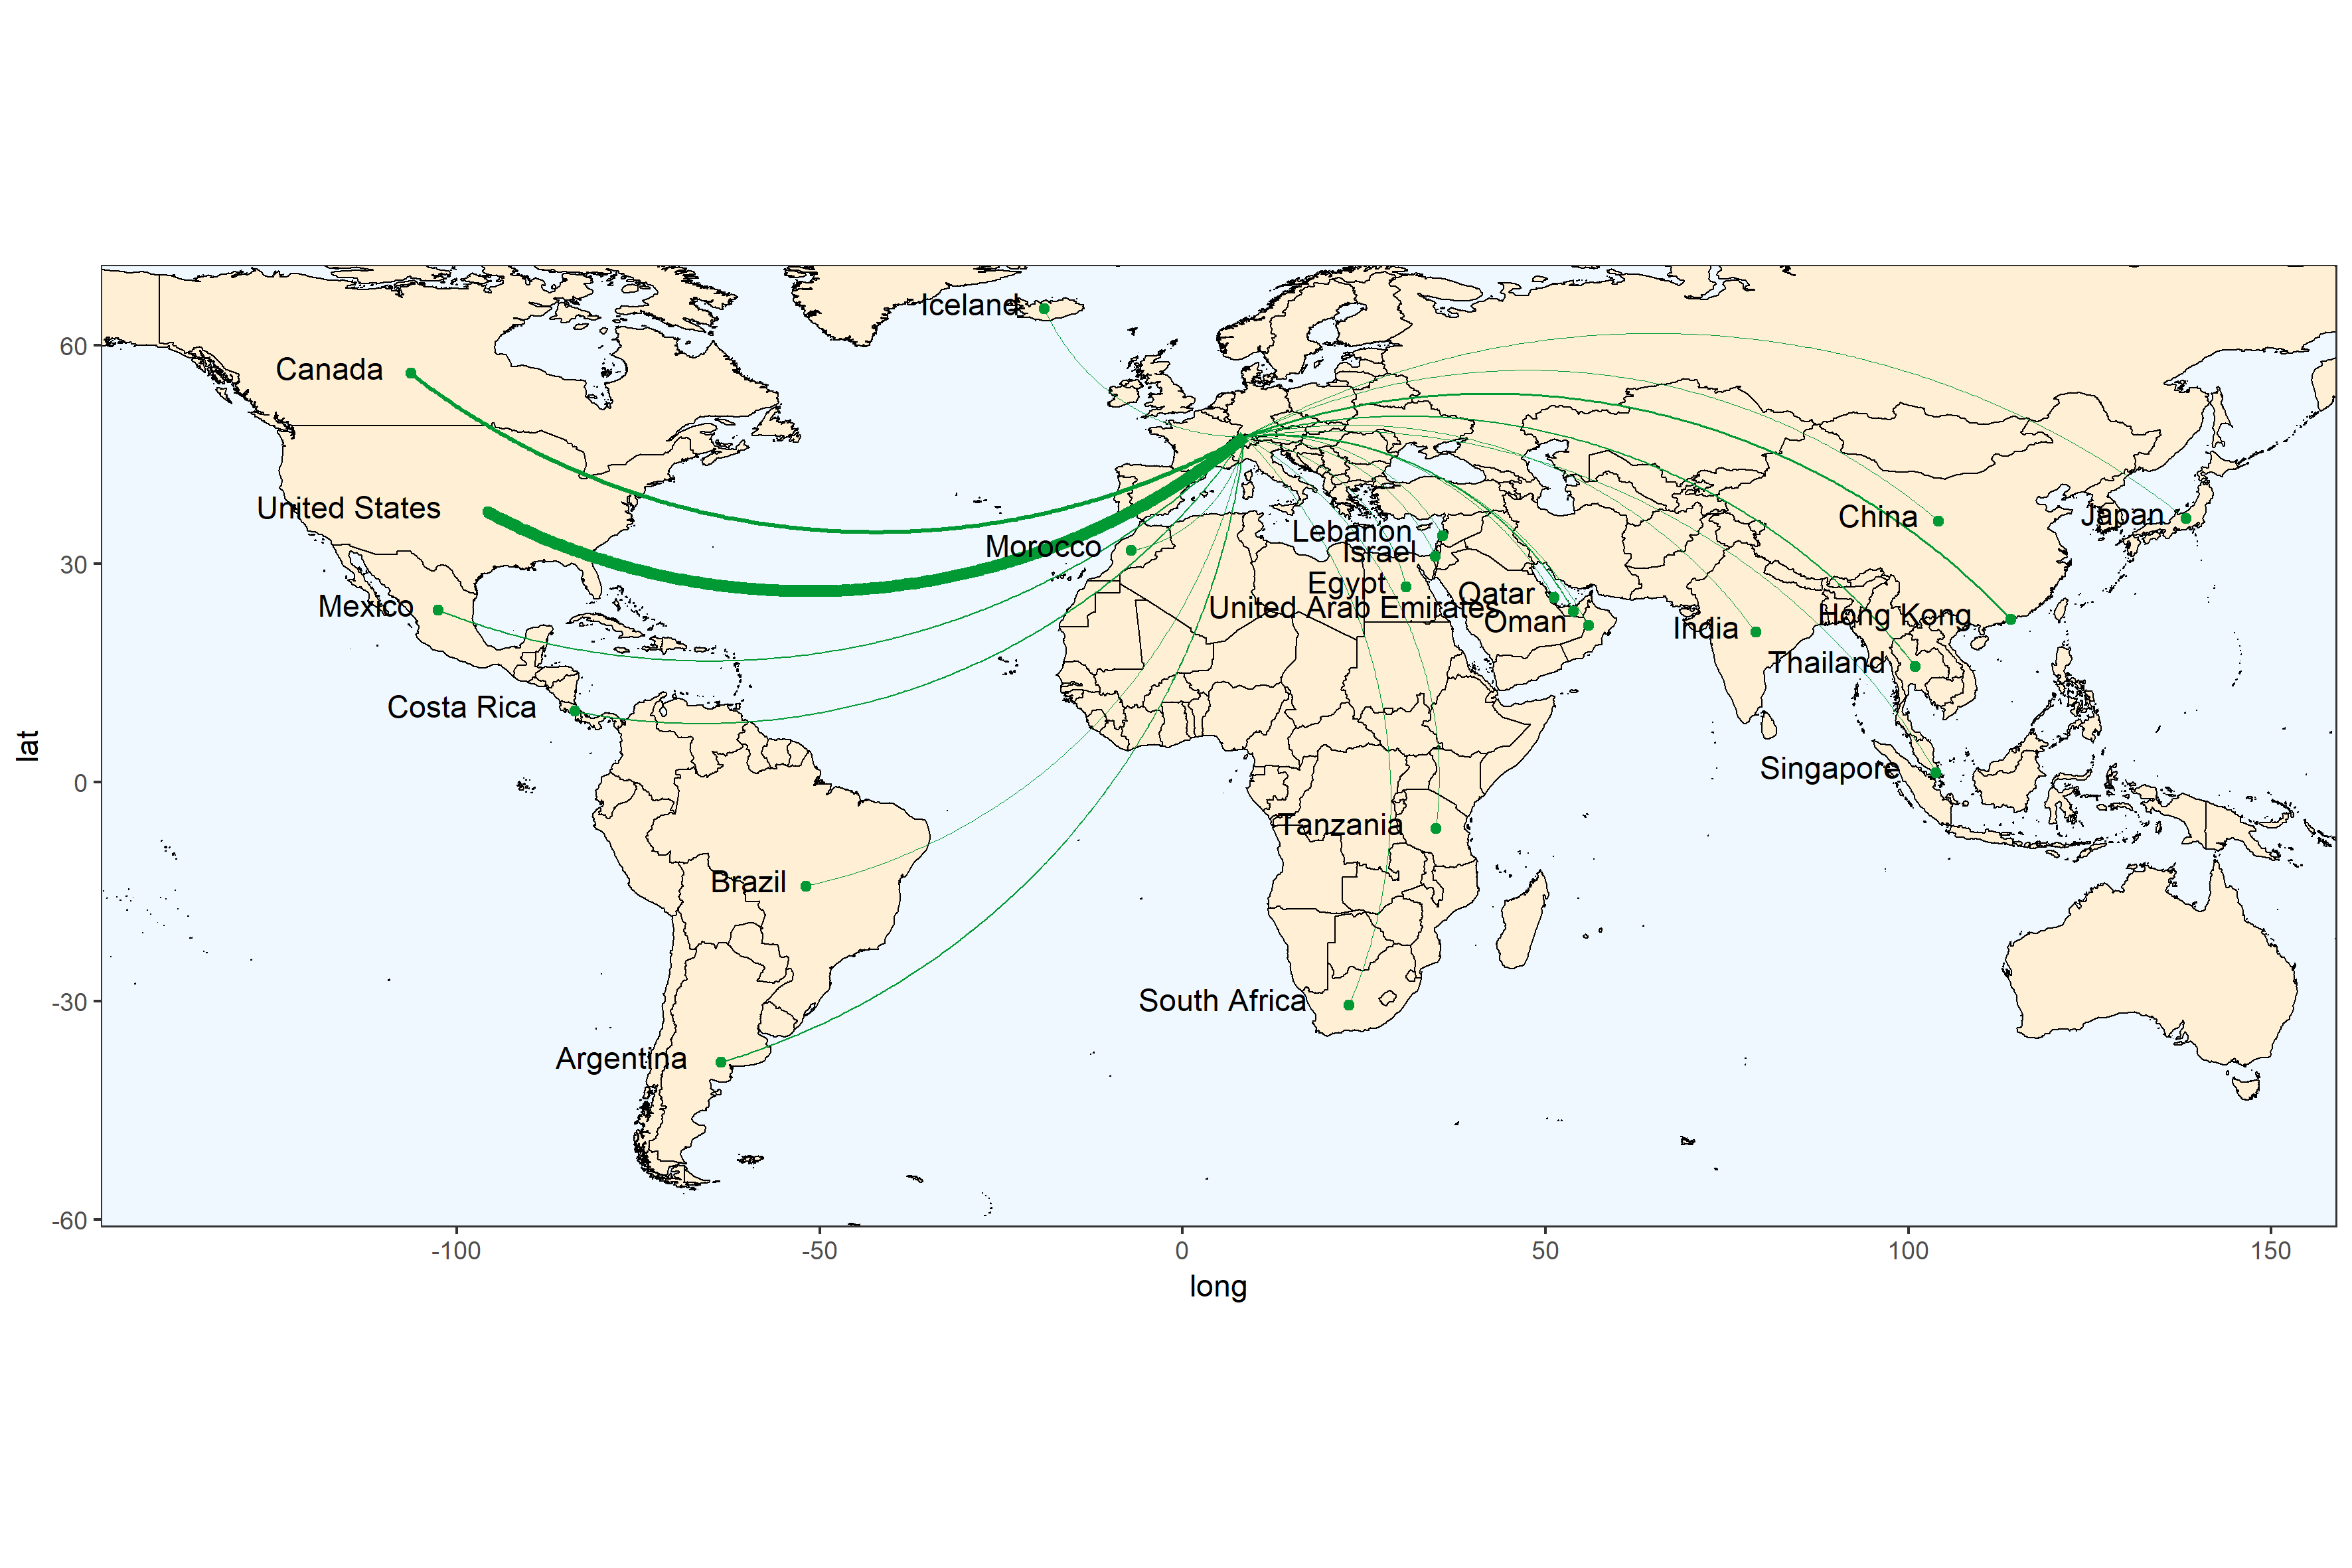 Iceland
60
Canada
United States
China
Japan
Lebanon
Morocco
Israel
30
Egypt
Qatar
Mexico
United Arab Emirates
Hong Kong
Oman
India
Thailand
Costa Rica
lat
Singapore
0
Tanzania
Brazil
South Africa
-30
Argentina
-60
-100
-50
0
50
100
150
long